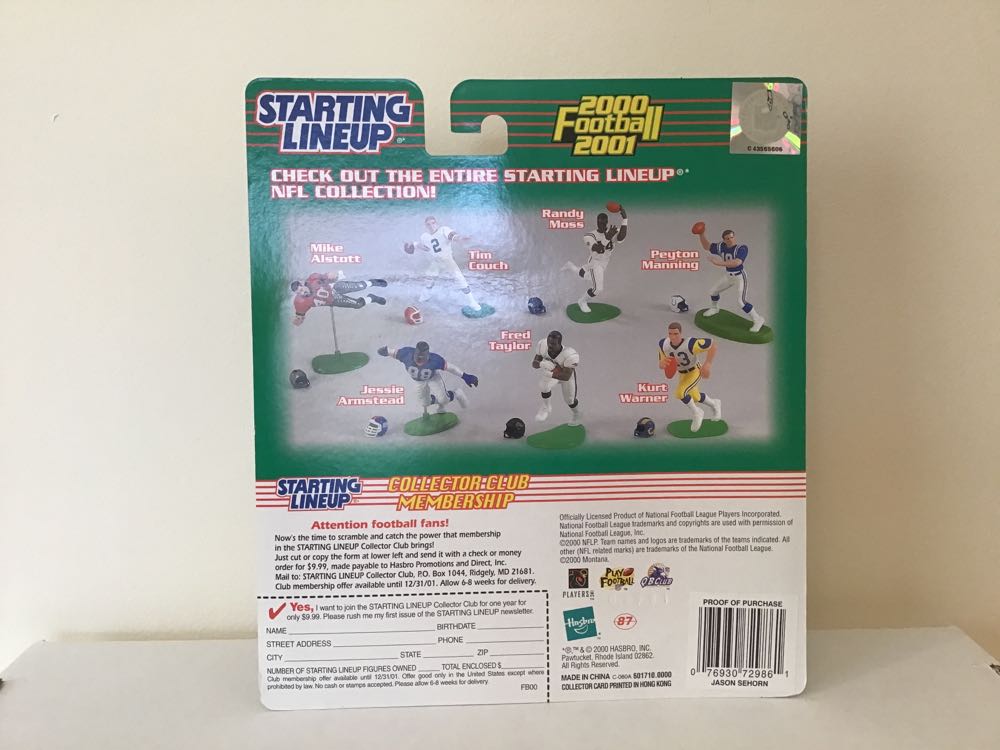 STARTING
LINEUP®
2000
Football
2001
C 43565606
CHECK OUT THE ENTIRE STARTING LINEUP®*
NFL COLLECTION!
Mike
Alstott
40
2
Tim
Couch
Randy
Moss
Peyton
Manning
Jessie
Armstead
98
Fred
Taylor
Kurt
Warner
13
STARTING
LINEUP®
COLLECTOR CLUB
MEMBERSHIP
Attention football fans!
Now's the time to scramble and catch the power that membership
in the STARTING LINEUP Collector Club brings!
Just cut or copy the form at lower left and send it with a check or money
order for $9.99, made payable to Hasbro Promotions and Direct, Inc.
Mail to: STARTING LINEUP Collector Club, P.O. Box 1044, Ridgely, MD 21681.
Club membership offer available until 12/31/01. Allow 6-8 weeks for delivery.
Yes, I want to join the STARTING LINEUP Collector Club for one year for
only $9.99. Please rush me my first issue of the STARTING LINEUP newsletter.
NAME BIRTHDATE
STREET ADDRESS PHONE
CITY STATE ZIP
NUMBER OF STARTING LINEUP FIGURES OWNED TOTAL ENCLOSED $
Club membership offer available until 12/31/01. Offer good only in the United States except where
prohibited by law. No cash or stamps accepted. Please allow 6-8 weeks for delivery.
FB00
Officially Licensed Product of National Football League Players Incorporated.
National Football League trademarks and copyrights are used with permission of
National Football League, Inc.
©2000 NFLP. Team names and logos are trademarks of the teams indicated. All
other (NFL related marks) are trademarks of the National Football League.
©2000 Montana.
PLAYERS INC
PLAY
FOOTBALL
QB Club
Hasbro
87
*®,™ & © 2000 HASBRO, INC.
Pawtucket, Rhode Island 02862.
All Rights Reserved.
MADE IN CHINA C-080A 501710.0000
COLLECTOR CARD PRINTED IN HONG KONG
PROOF OF PURCHASE
0 76930 72986 1
JASON SEHORN